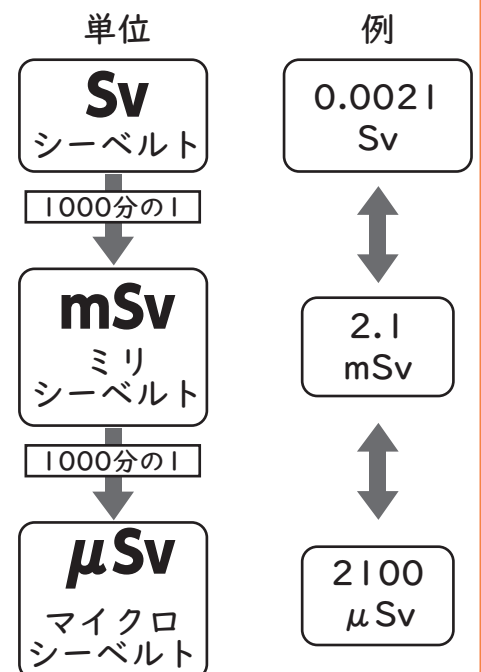 単位
Sv
シーベルト
1000分の1
mSv
ミリ
シーベルト
1000分の1
μSv
マイクロ
シーベルト
例
0.0021
Sv
2.1
mSv
2100
μSv